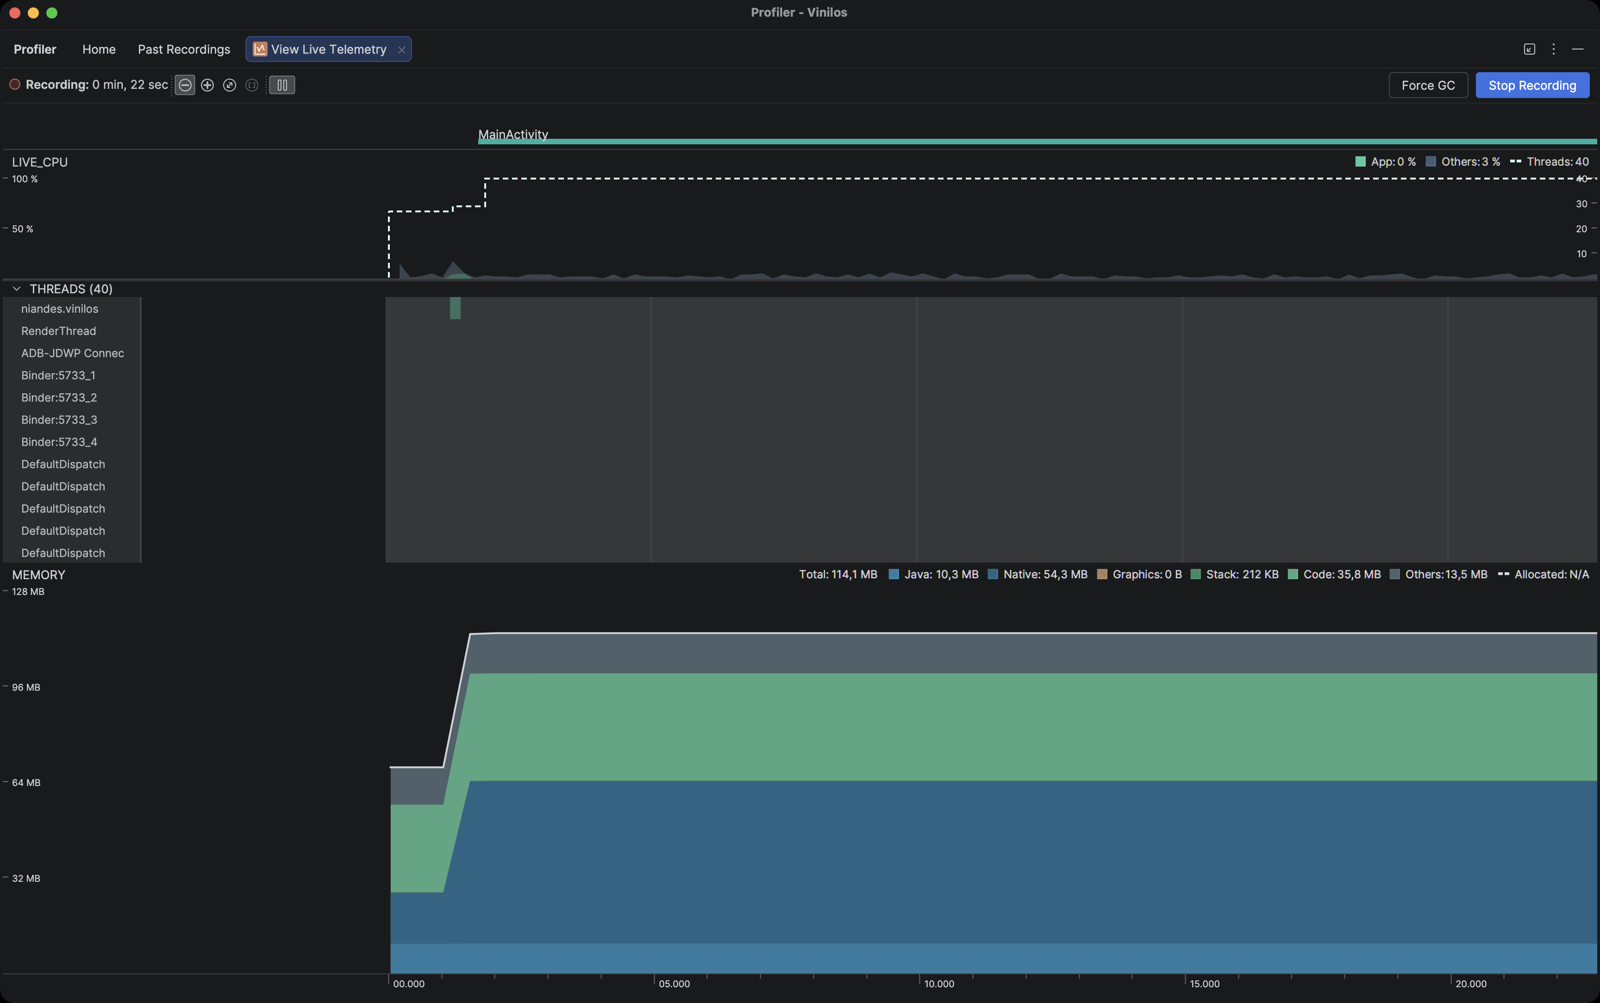 Profiler - Vinilos
Profiler Home Past Recordings View Live Telemetry
Recording: 0 min, 22 sec Force GC Stop Recording
MainActivity
LIVE_CPU App: 0 % Others: 3 % Threads: 40
100 % 40
30
50 % 20
10
THREADS (40)
niandes.vinilos
RenderThread
ADB-JDWP Connec
Binder:5733_1
Binder:5733_2
Binder:5733_3
Binder:5733_4
DefaultDispatch
DefaultDispatch
DefaultDispatch
DefaultDispatch
DefaultDispatch
MEMORY Total: 114,1 MB Java: 10,3 MB Native: 54,3 MB Graphics: 0 B Stack: 212 KB Code: 35,8 MB Others: 13,5 MB Allocated: N/A
128 MB
96 MB
64 MB
32 MB
00.000 05.000 10.000 15.000 20.000